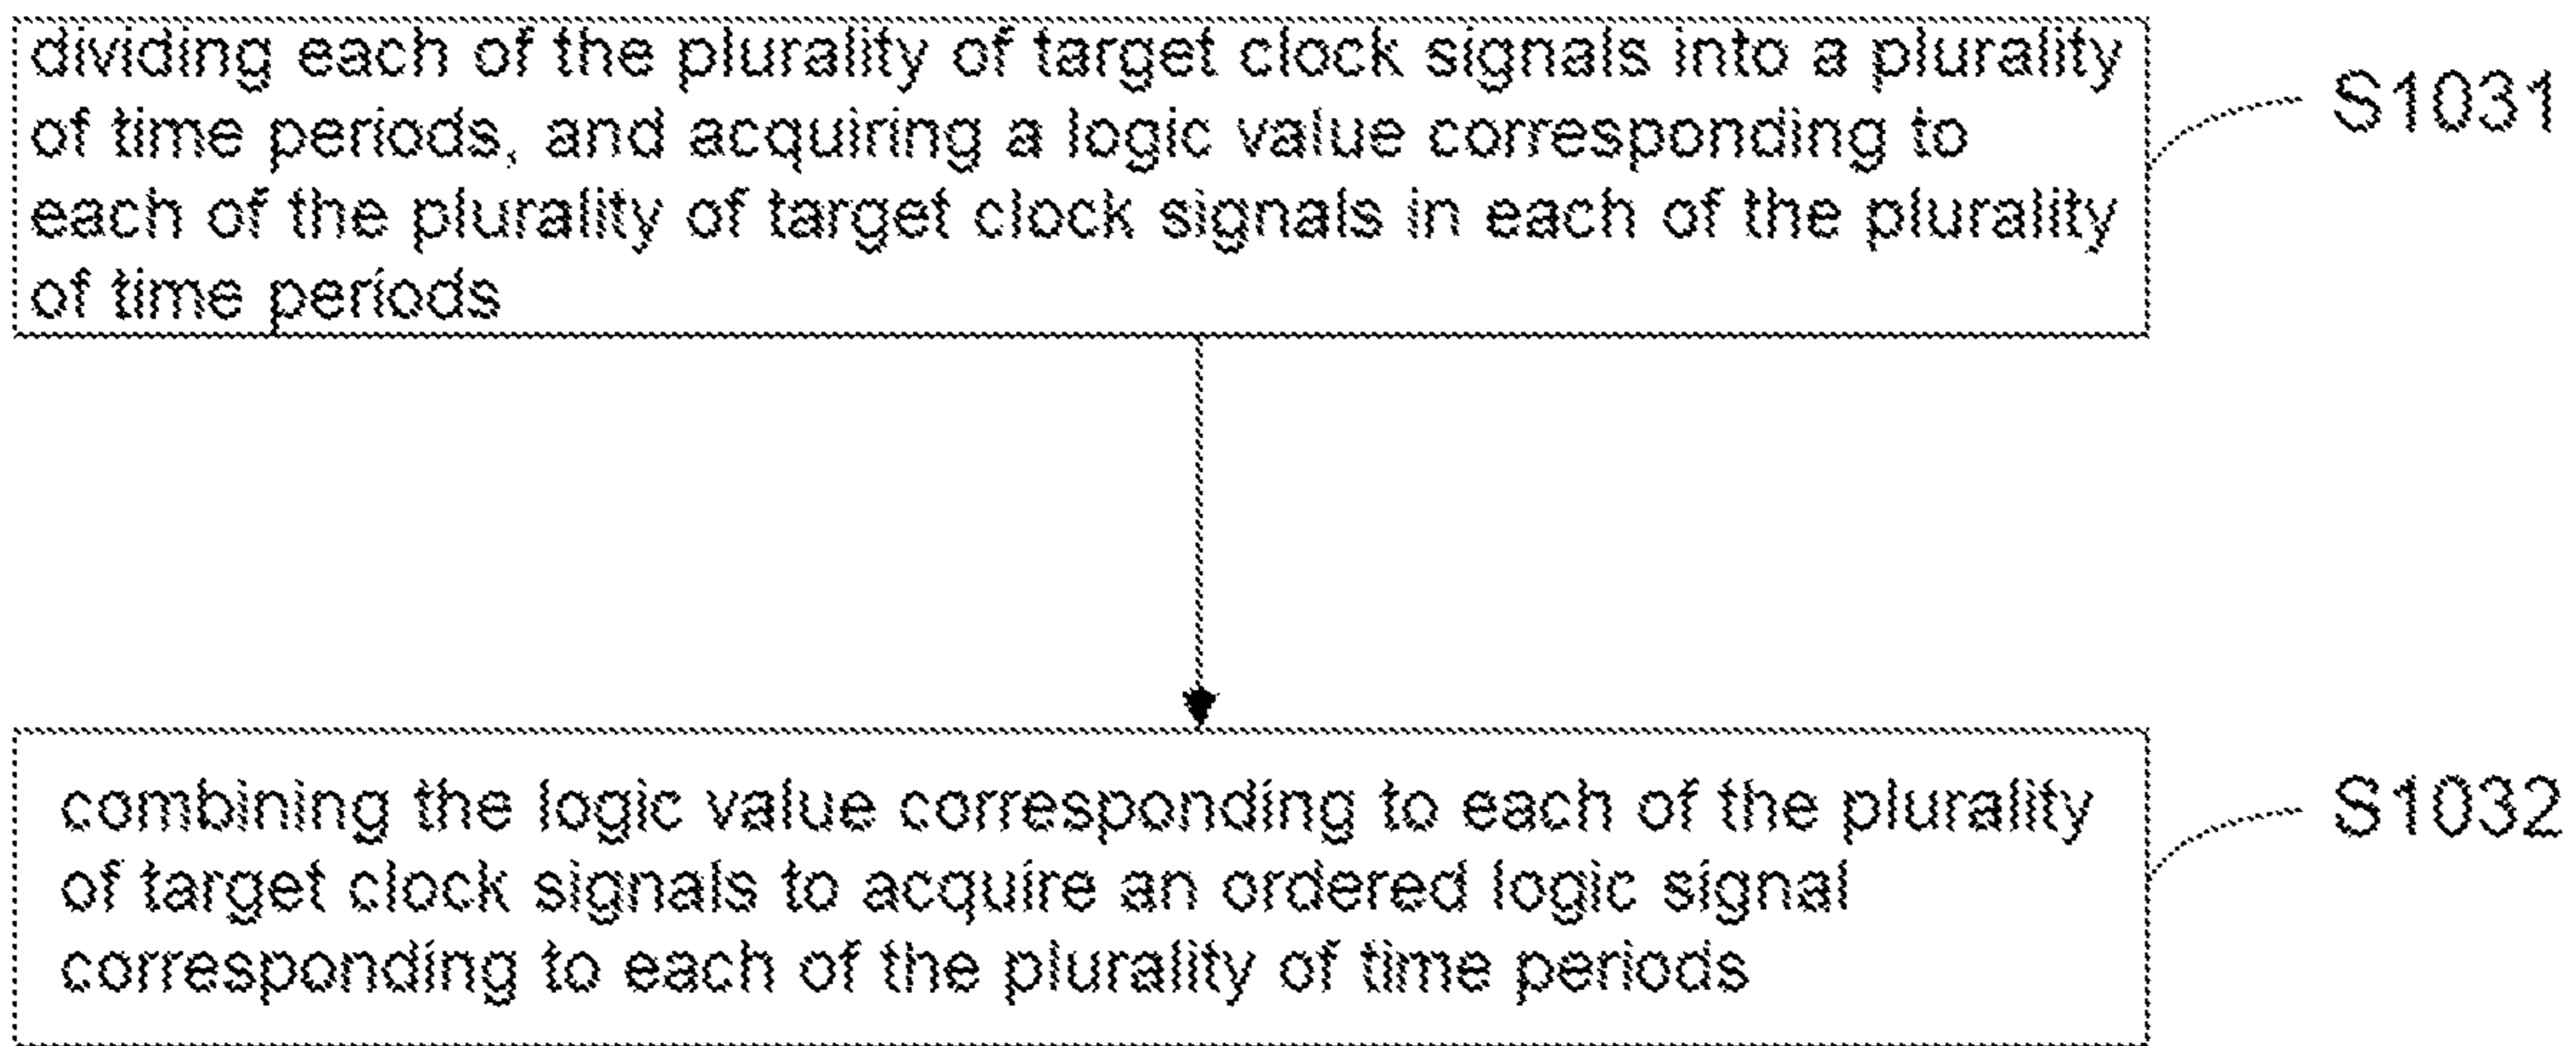 dividing each of the plurality of target clock signals into a plurality
of time periods, and acquiring a logic value corresponding to
each of the plurality of target clock signals in each of the plurality
of time periods
S1031
combining the logic value corresponding to each of the plurality
of target clock signals to acquire an ordered logic signal
corresponding to each of the plurality of time periods
S1032